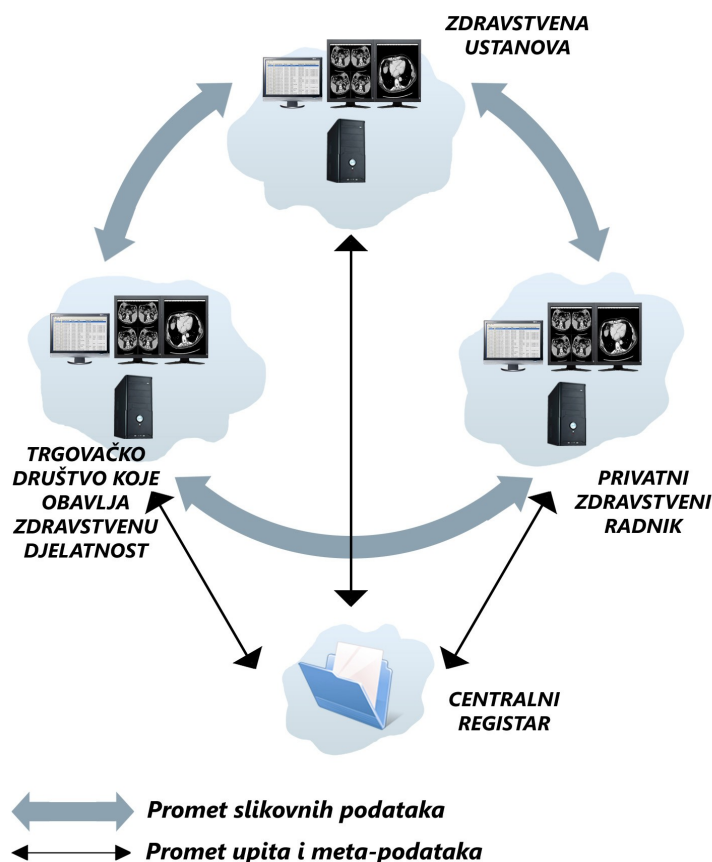 ZDRAVSTVENA
USTANOVA
TRGOVAČKO
DRUŠTVO KOJE
OBAVLJA
ZDRAVSTVENU
DJELATNOST
PRIVATNI
ZDRAVSTVENI
RADNIK
CENTRALNI
REGISTAR
Promet slikovnih podataka
Promet upita i meta-podataka